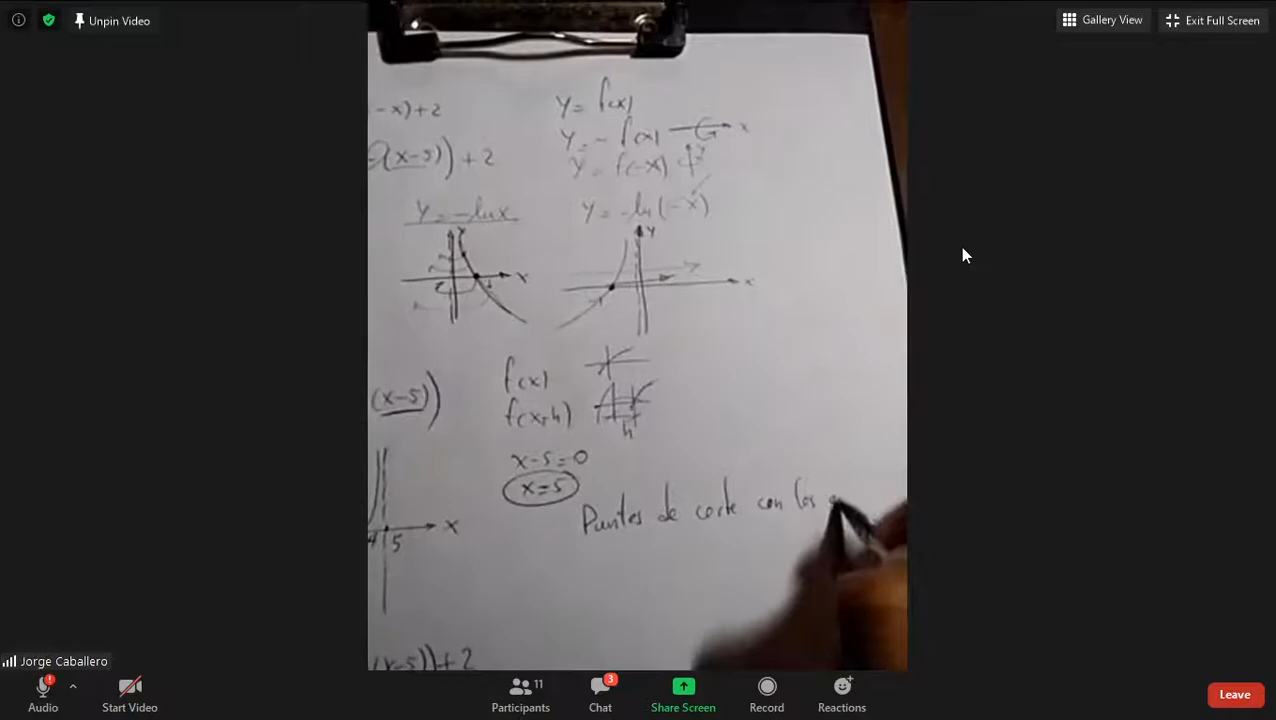 Unpin Video
Gallery View
Exit Full Screen
-x)+2
y = f(x)
y = -f(x)
x
(x-5))+2
y = f(-x)
y
y = -ln x
y = -ln(-x)
y
x
y
x
(x-5))
f(x)
f(x+h)
h
x-5=0
x=5
Puntos de corte con los
x
4
5
(x-5))+2
Jorge Caballero
Audio
Start Video
11
Participants
3
Chat
Share Screen
Record
Reactions
Leave